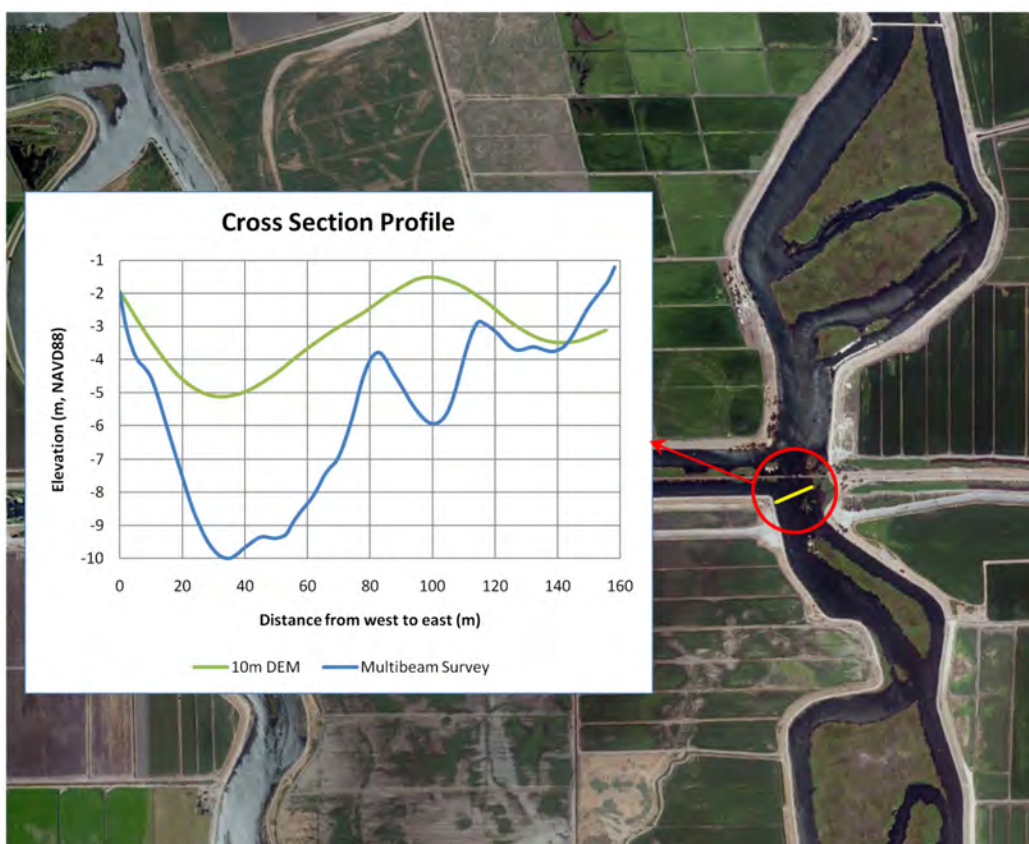 Cross Section Profile
-1
-2
-3
-4
-5
-6
-7
-8
-9
-10
Elevation (m, NAVD88)
0 20 40 60 80 100 120 140 160
Distance from west to east (m)
10m DEM Multibeam Survey